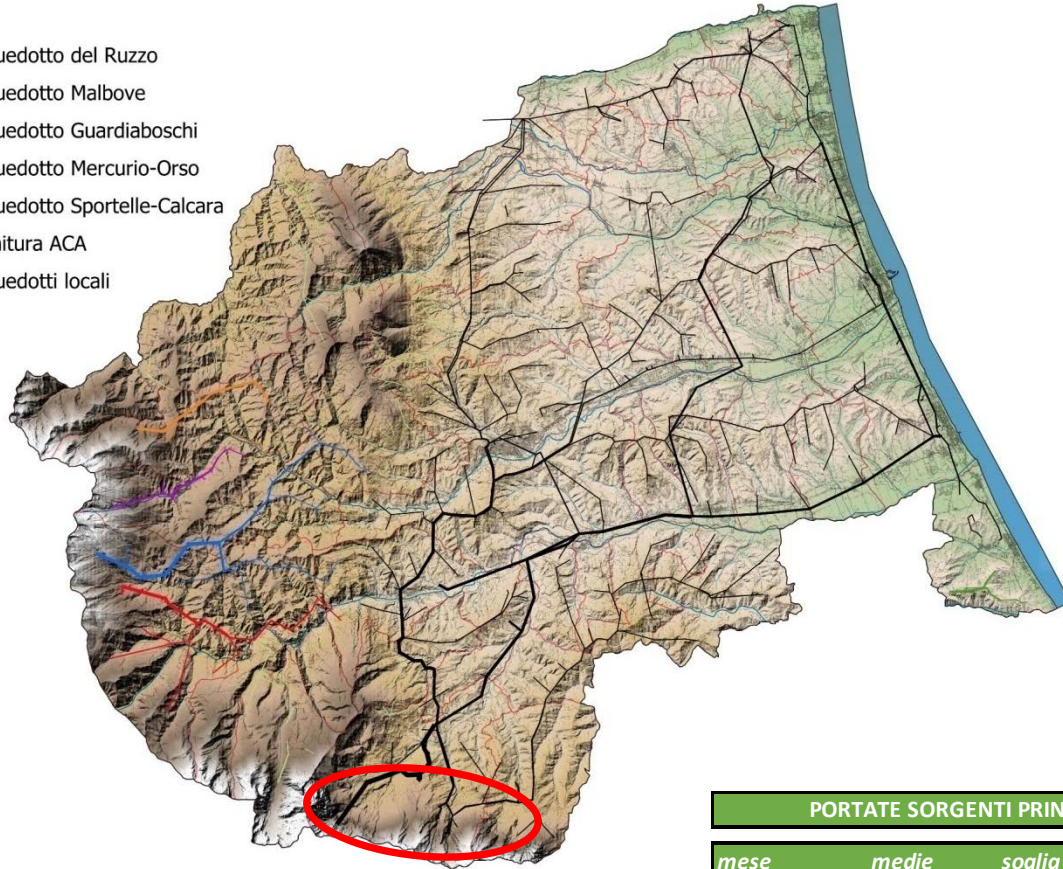 uedotto del Ruzzo
uedotto Malbove
uedotto Guardiaboschi
uedotto Mercurio-Orso
uedotto Sportelle-Calcara
nitura ACA
uedotti locali
PORTATE SORGENTI PRIN
mese medie soglia